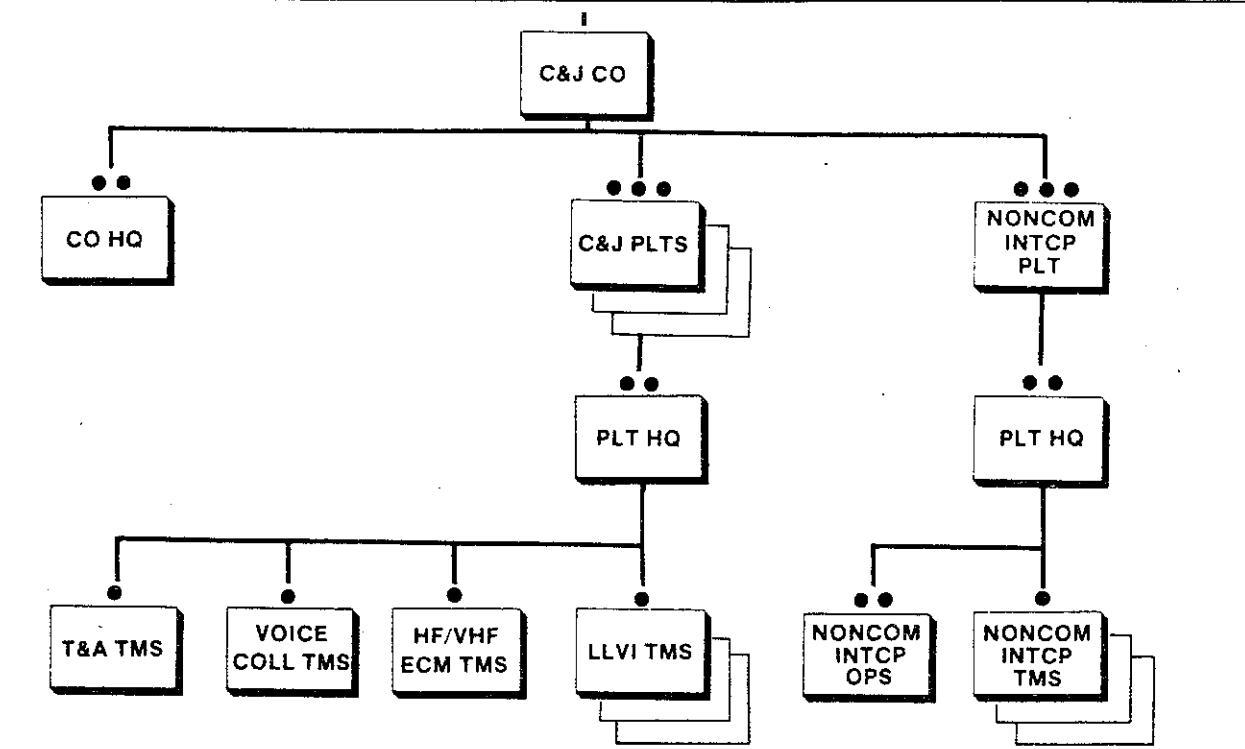 C&J CO
CO HQ
C&J PLTS
NONCOM
INTCP
PLT
PLT HQ
PLT HQ
T&A TMS
VOICE
COLL TMS
HF/VHF
ECM TMS
LLVI TMS
NONCOM
INTCP
OPS
NONCOM
INTCP
TMS